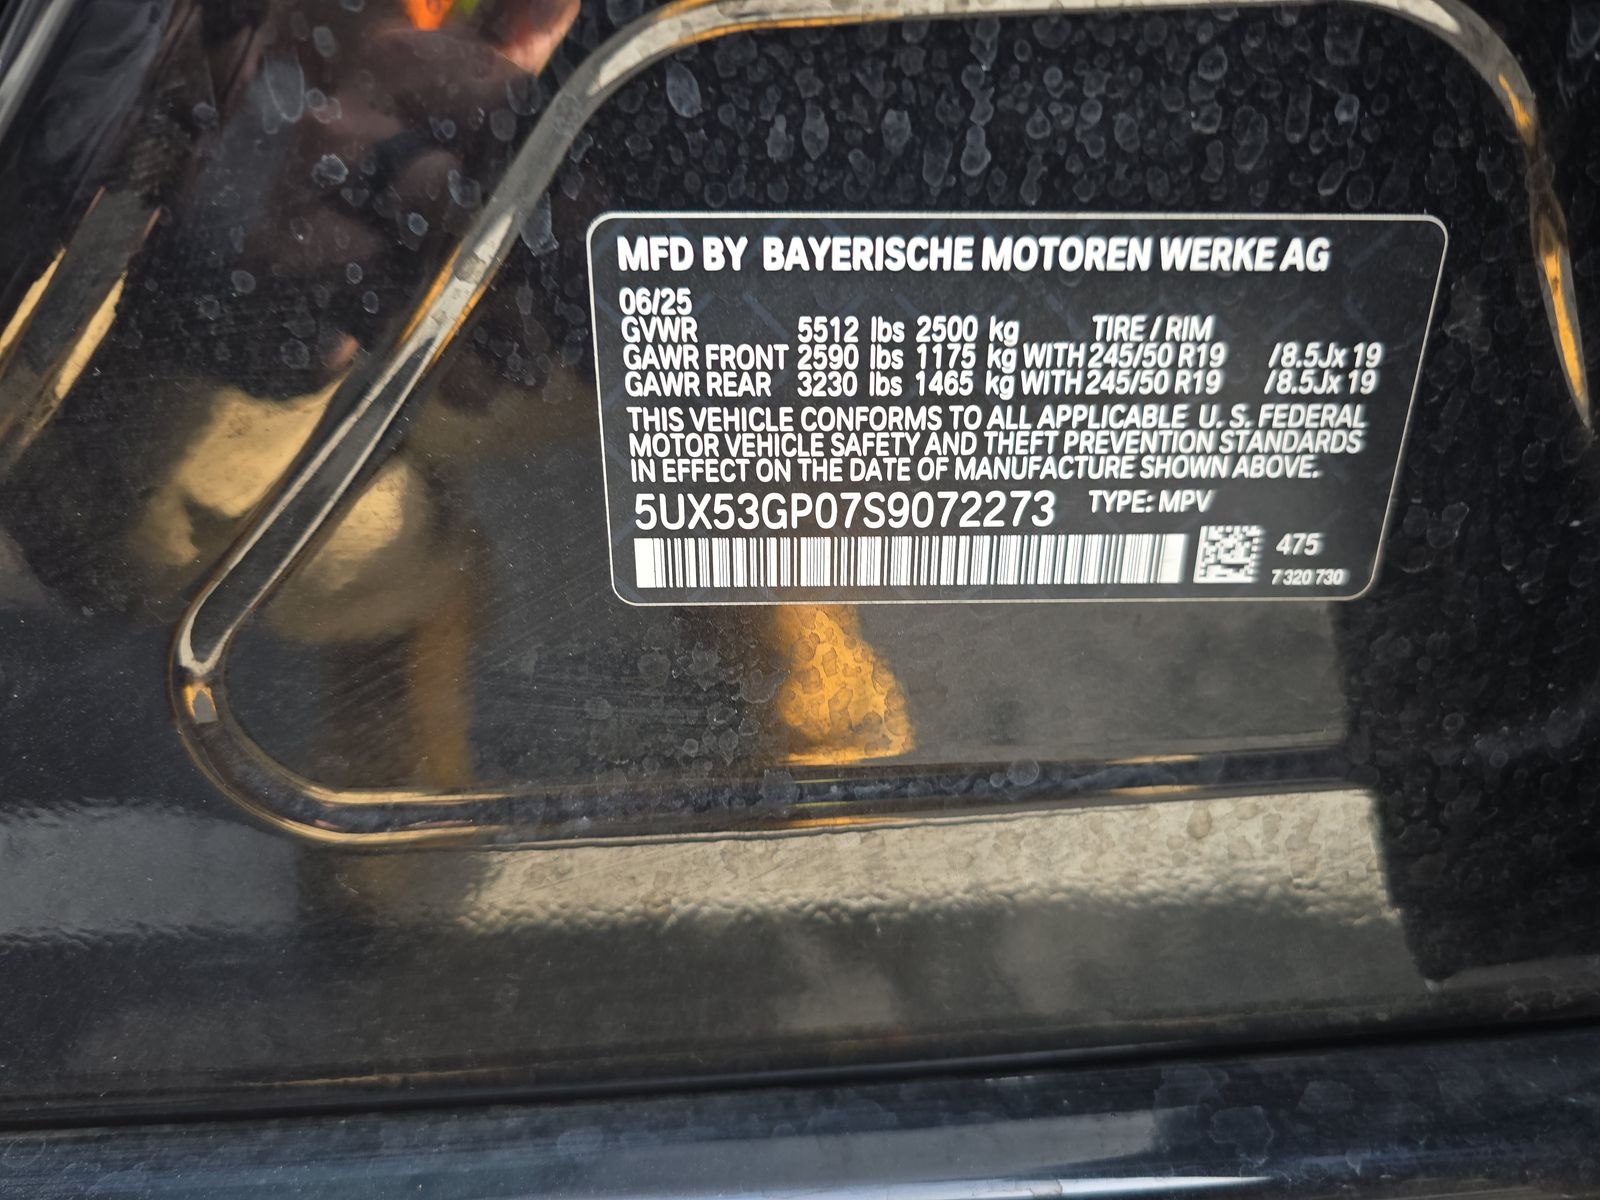 MFD BY BAYERISCHE MOTOREN WERKE AG
06/25
GVWR 5512 lbs 2500 kg TIRE / RIM
GAWR FRONT 2590 lbs 1175 kg WITH 245/50 R19 /8.5Jx 19
GAWR REAR 3230 lbs 1465 kg WITH 245/50 R19 /8.5Jx 19
THIS VEHICLE CONFORMS TO ALL APPLICABLE U. S. FEDERAL
MOTOR VEHICLE SAFETY AND THEFT PREVENTION STANDARDS
IN EFFECT ON THE DATE OF MANUFACTURE SHOWN ABOVE.
5UX53GP07S9072273 TYPE: MPV
475
7 320 730